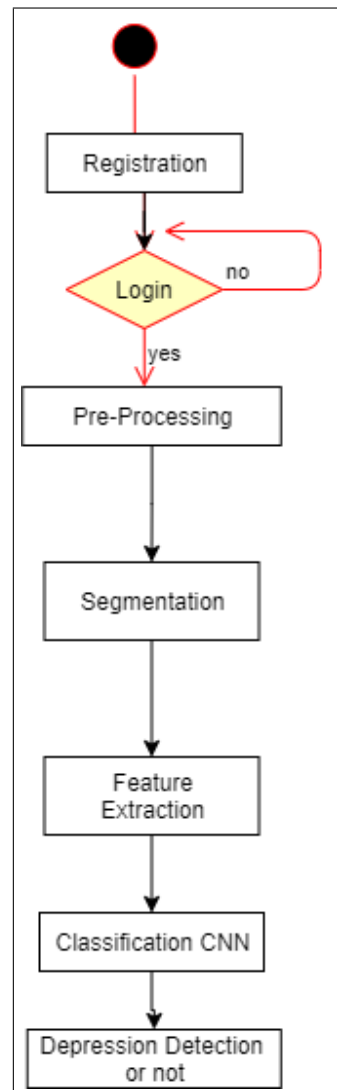 Registration
Login
no
yes
Pre-Processing
Segmentation
Feature
Extraction
Classification CNN
Depression Detection
or not